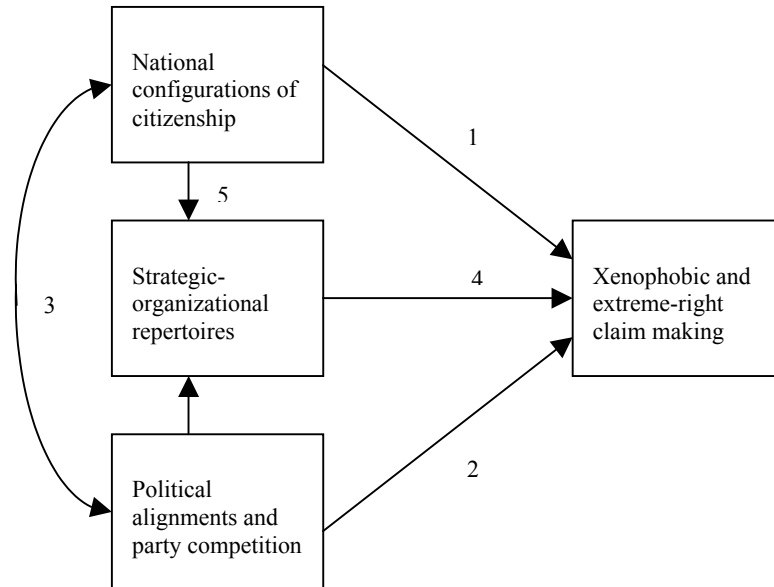 National
configurations of
citizenship
1
5
Strategic-
organizational
repertoires
4
Xenophobic and
extreme-right
claim making
3
Political
alignments and
party competition
2